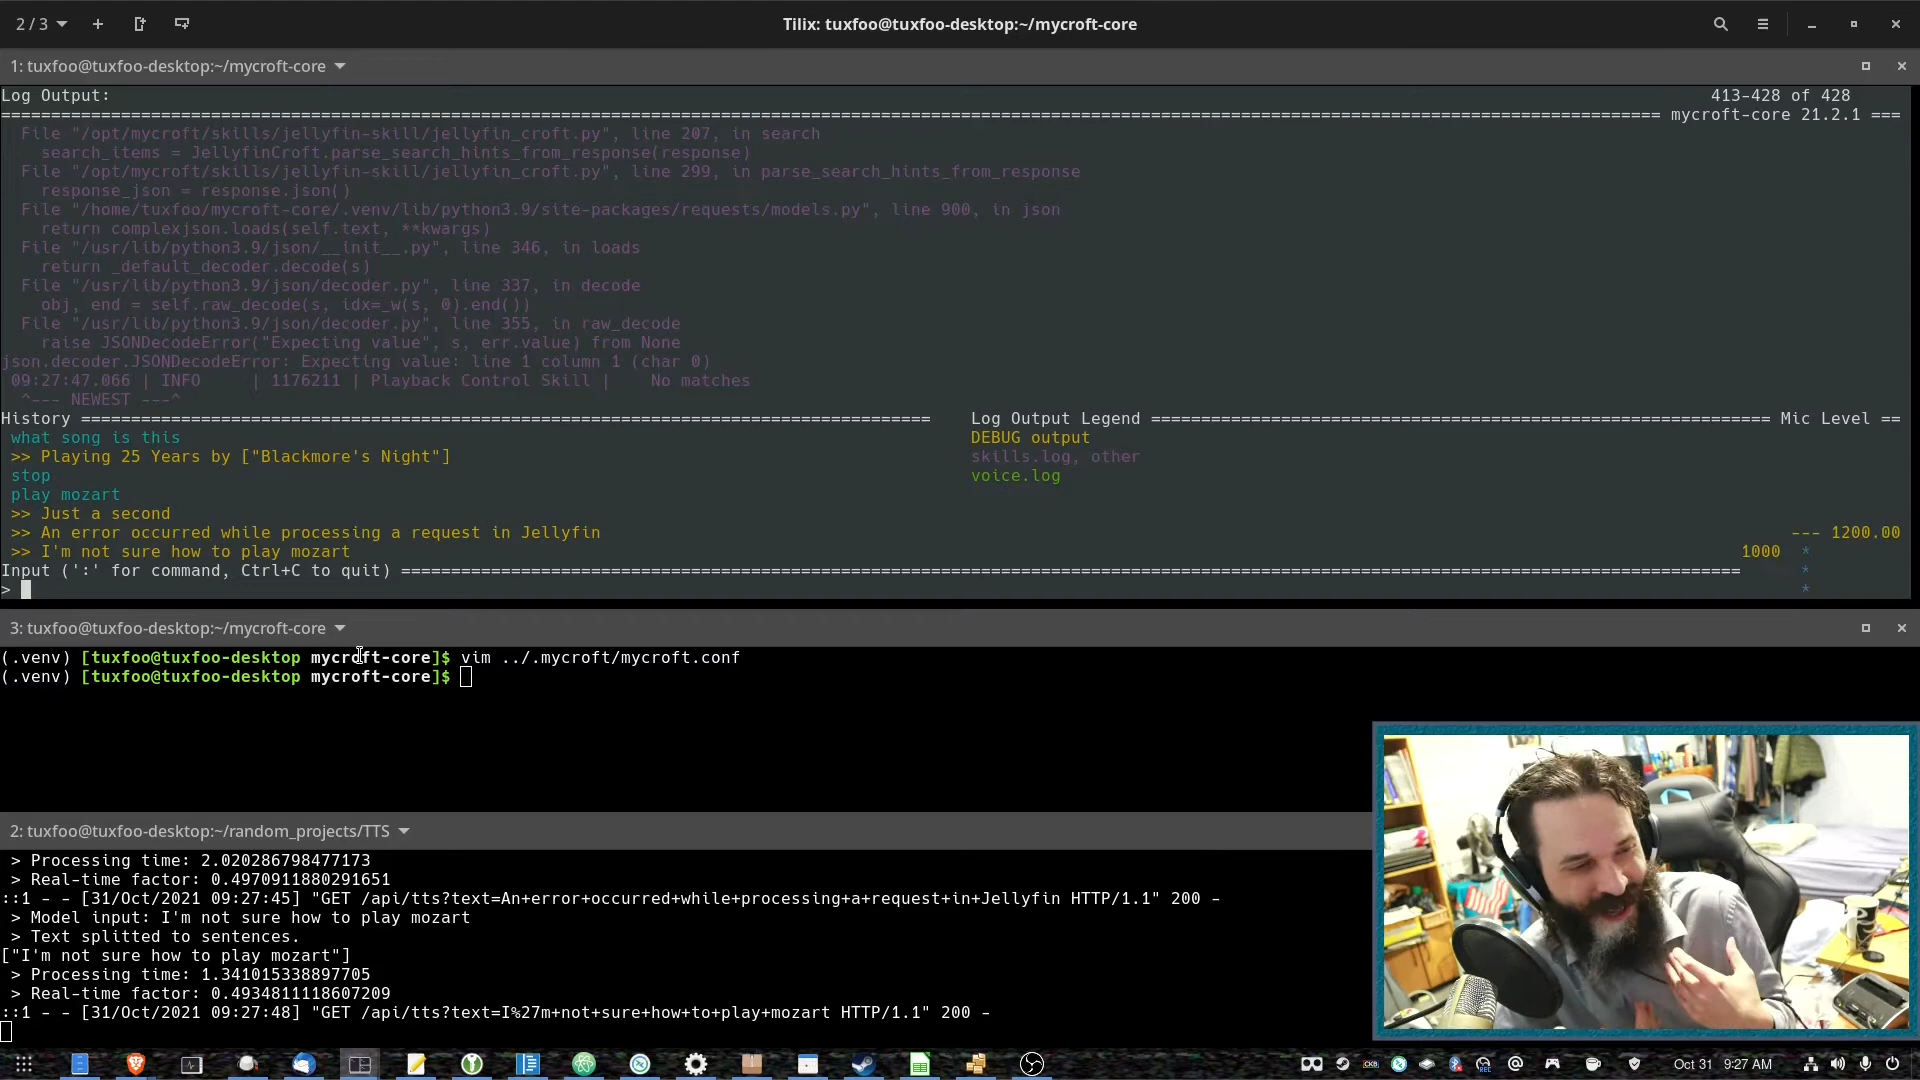 2 / 3
Tilix: tuxfoo@tuxfoo-desktop:~/mycroft-core
1: tuxfoo@tuxfoo-desktop:~/mycroft-core
Log Output:
413-428 of 428
mycroft-core 21.2.1 ===
File "/opt/mycroft/skills/jellyfin-skill/jellyfin_croft.py", line 207, in search
search_items = JellyfinCroft.parse_search_hints_from_response(response)
File "/opt/mycroft/skills/jellyfin-skill/jellyfin_croft.py", line 299, in parse_search_hints_from_response
response_json = response.json()
File "/home/tuxfoo/mycroft-core/.venv/lib/python3.9/site-packages/requests/models.py", line 900, in json
return complexjson.loads(self.text, **kwargs)
File "/usr/lib/python3.9/json/__init__.py", line 346, in loads
return _default_decoder.decode(s)
File "/usr/lib/python3.9/json/decoder.py", line 337, in decode
obj, end = self.raw_decode(s, idx=_w(s, 0).end())
File "/usr/lib/python3.9/json/decoder.py", line 355, in raw_decode
raise JSONDecodeError("Expecting value", s, err.value) from None
json.decoder.JSONDecodeError: Expecting value: line 1 column 1 (char 0)
09:27:47.066 | INFO | 1176211 | Playback Control Skill | No matches
^--- NEWEST ---^
History
what song is this
>> Playing 25 Years by ["Blackmore's Night"]
stop
play mozart
>> Just a second
>> An error occurred while processing a request in Jellyfin
>> I'm not sure how to play mozart
Log Output Legend
DEBUG output
skills.log, other
voice.log
Mic Level ==
--- 1200.00
1000 *
*
*
Input (':' for command, Ctrl+C to quit)
>
3: tuxfoo@tuxfoo-desktop:~/mycroft-core
(.venv) [tuxfoo@tuxfoo-desktop mycroft-core]$ vim ../.mycroft/mycroft.conf
(.venv) [tuxfoo@tuxfoo-desktop mycroft-core]$
2: tuxfoo@tuxfoo-desktop:~/random_projects/TTS
> Processing time: 2.020286798477173
> Real-time factor: 0.4970911880291651
::1 - - [31/Oct/2021 09:27:45] "GET /api/tts?text=An+error+occurred+while+processing+a+request+in+Jellyfin HTTP/1.1" 200 -
> Model input: I'm not sure how to play mozart
> Text splitted to sentences.
["I'm not sure how to play mozart"]
> Processing time: 1.341015338897705
> Real-time factor: 0.4934811118607209
::1 - - [31/Oct/2021 09:27:48] "GET /api/tts?text=I%27m+not+sure+how+to+play+mozart HTTP/1.1" 200 -
Oct 31 9:27 AM